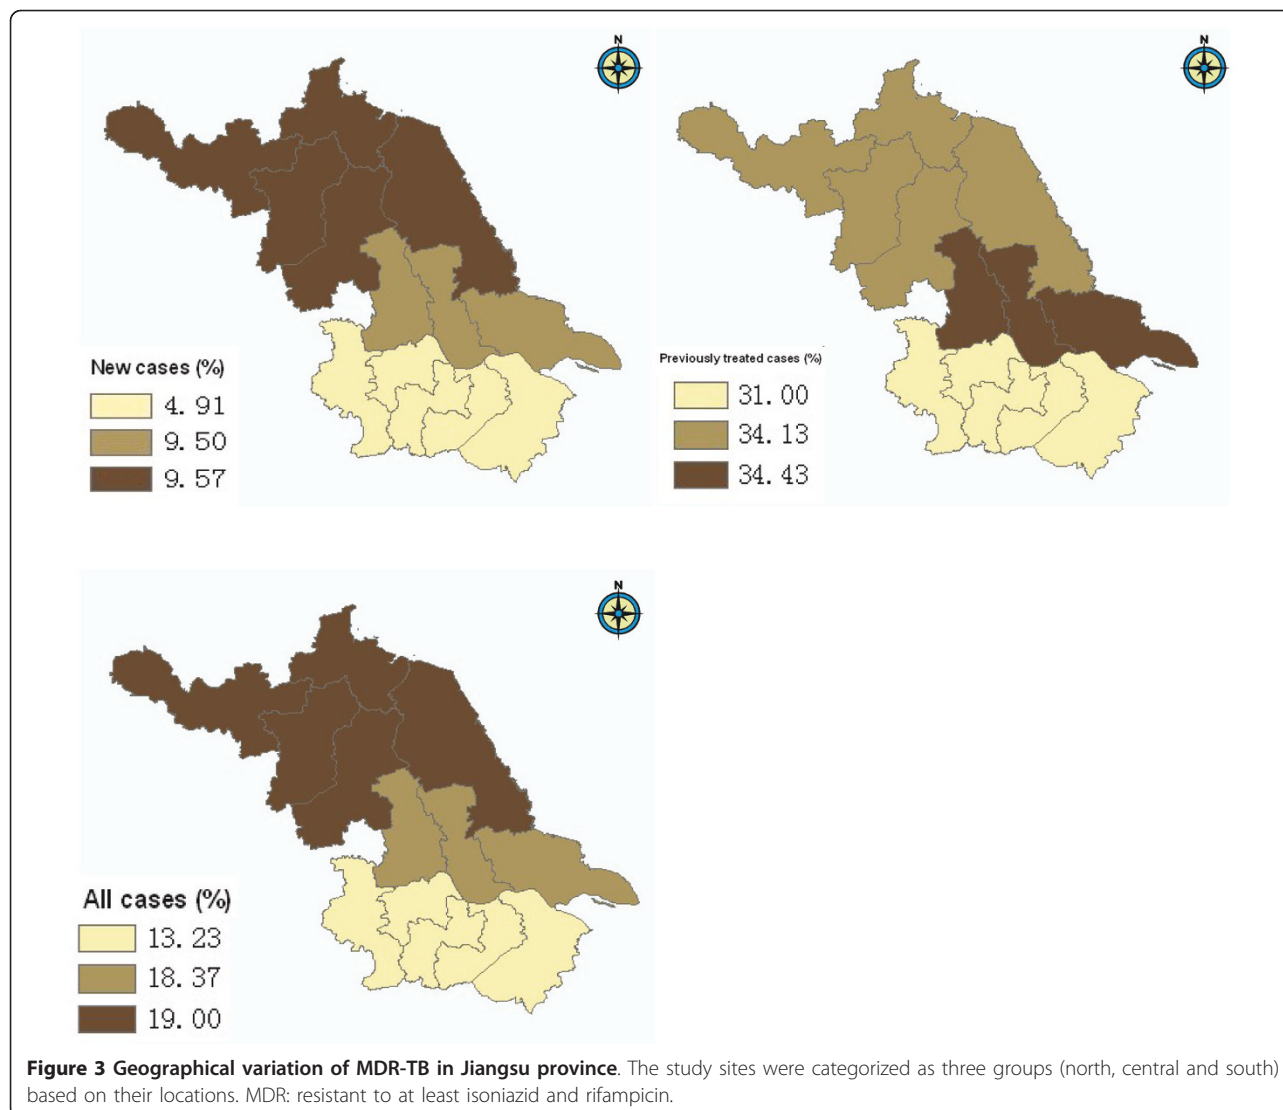 N
New cases (%)
4. 91
9. 50
9. 57
N
Previously treated cases (%)
31. 00
34. 13
34. 43
N
All cases (%)
13. 23
18. 37
19. 00
Figure 3 Geographical variation of MDR-TB in Jiangsu province. The study sites were categorized as three groups (north, central and south)
based on their locations. MDR: resistant to at least isoniazid and rifampicin.